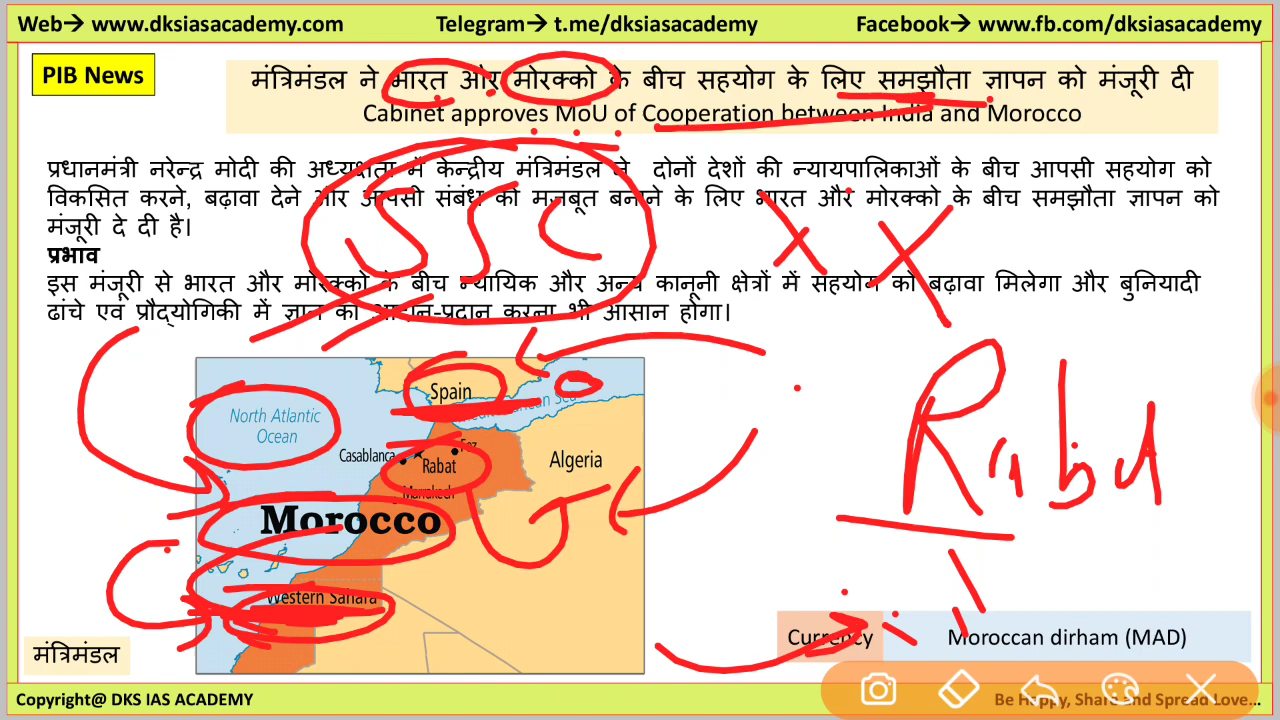 Web→ www.dksiasacademy.com Telegram→ t.me/dksiasacademy Facebook→ www.fb.com/dksiasacademy
PIB News
मंत्रिमंडल ने भारत और मोरक्को के बीच सहयोग के लिए समझौता ज्ञापन को मंजूरी दी
Cabinet approves MoU of Cooperation between India and Morocco
प्रधानमंत्री नरेन्द्र मोदी की अध्यक्षता में केन्द्रीय मंत्रिमंडल ने दोनों देशों की न्यायपालिकाओं के बीच आपसी सहयोग को
विकसित करने, बढ़ावा देने और आपसी संबंध को मजबूत बनाने के लिए भारत और मोरक्को के बीच समझौता ज्ञापन को
मंजूरी दे दी है।
SSC
प्रभाव
इस मंजूरी से भारत और मोरक्को के बीच न्यायिक और अन्य कानूनी क्षेत्रों में सहयोग को बढ़ावा मिलेगा और बुनियादी
ढांचे एवं प्रौद्योगिकी में ज्ञान का आदान-प्रदान करना भी आसान होगा।
Spain
North Atlantic
Ocean
Casablanca
Fez
Rabat
Algeria
Marrakech
Morocco
Western Sahara
Currency Moroccan dirham (MAD)
मंत्रिमंडल
Copyright@ DKS IAS ACADEMY Be Happy, Share and Spread Love...